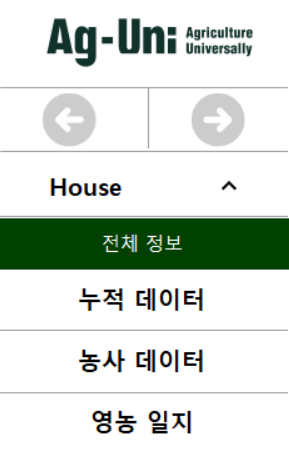 Ag-Uni Agriculture
Universally
House
전체 정보
누적 데이터
농사 데이터
영농 일지